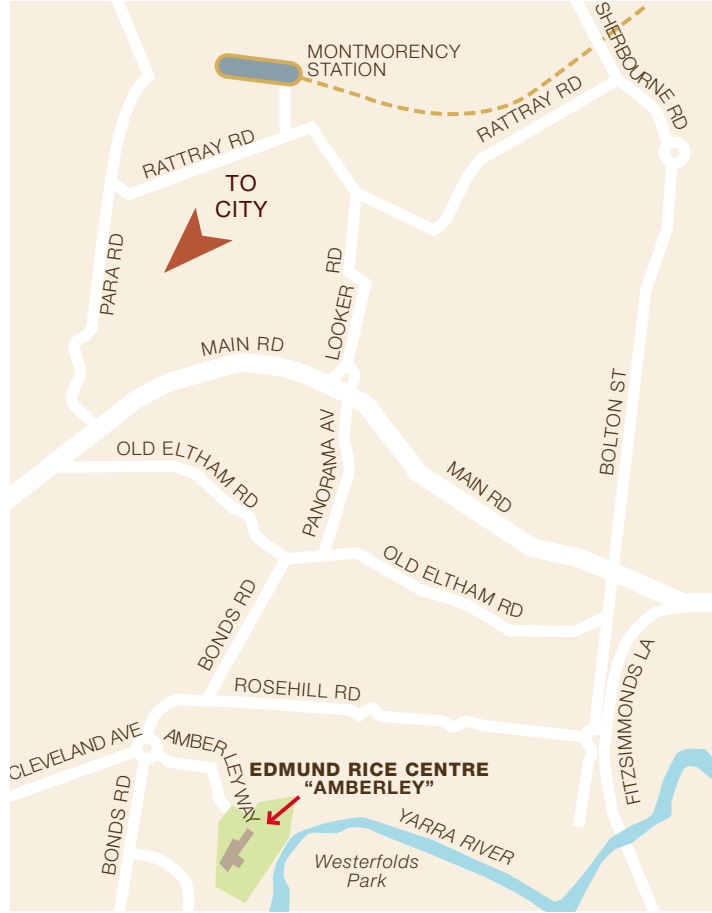 MONTMORENCY
STATION
SHERBOURNE RD
RATTRAY RD
RATTRAY RD
TO
CITY
PARA RD
LOOKER RD
MAIN RD
BOLTON ST
OLD ELTHAM RD
PANORAMA AV
MAIN RD
OLD ELTHAM RD
BONDS RD
ROSEHILL RD
FITZSIMMONDS LA
CLEVELAND AVE
AMBERLEY WAY
EDMUND RICE CENTRE
“AMBERLEY”
BONDS RD
YARRA RIVER
Westerfolds
Park